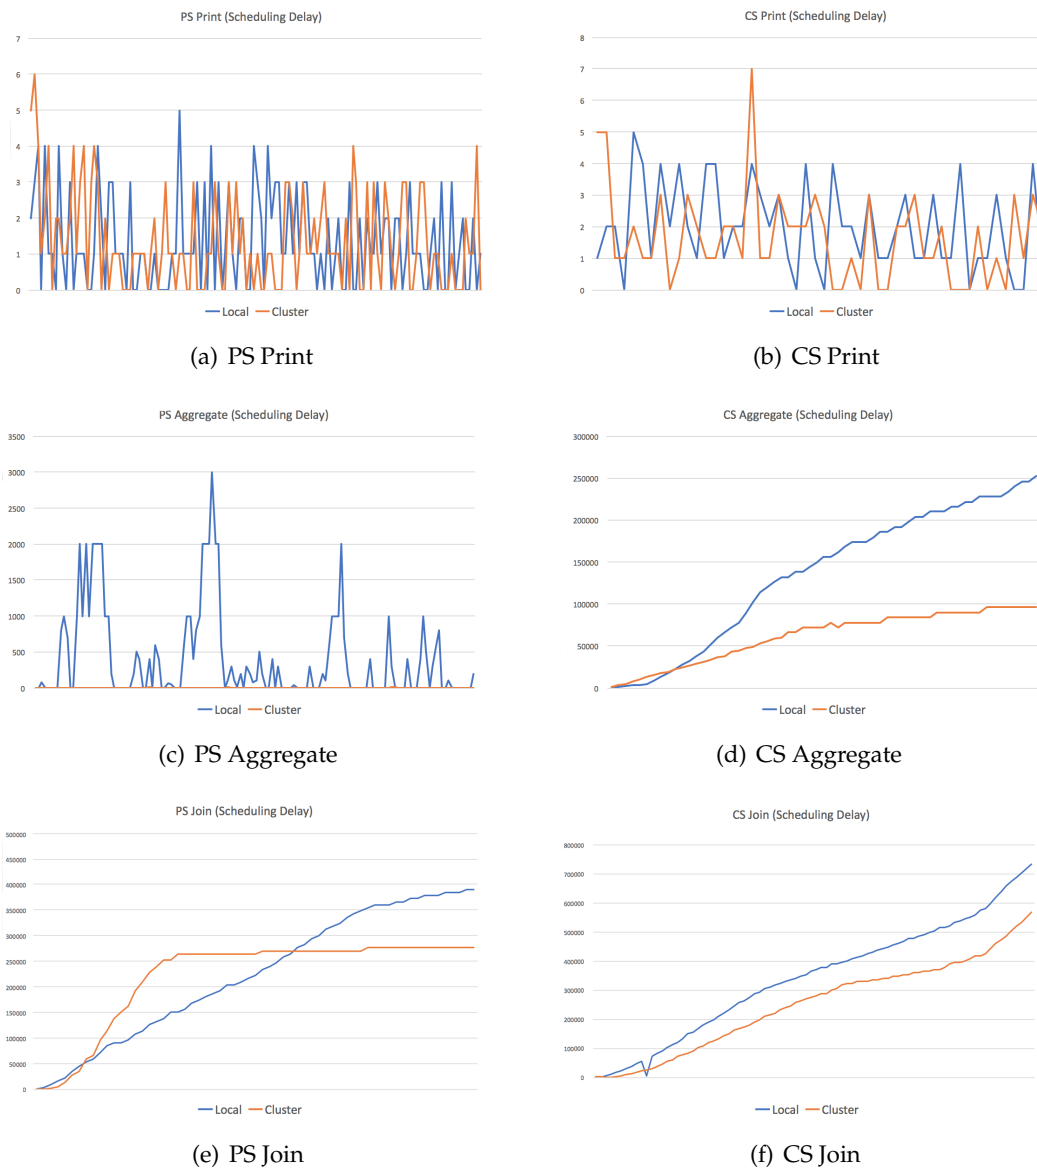 PS Print (Scheduling Delay)
7
6
5
4
3
2
1
0
Local Cluster
(a) PS Print
CS Print (Scheduling Delay)
8
7
6
5
4
3
2
1
0
Local Cluster
(b) CS Print
PS Aggregate (Scheduling Delay)
3500
3000
2500
2000
1500
1000
500
0
Local Cluster
(c) PS Aggregate
CS Aggregate (Scheduling Delay)
300000
250000
200000
150000
100000
50000
0
Local Cluster
(d) CS Aggregate
PS Join (Scheduling Delay)
500000
450000
400000
350000
300000
250000
200000
150000
100000
50000
0
Local Cluster
(e) PS Join
CS Join (Scheduling Delay)
800000
700000
600000
500000
400000
300000
200000
100000
0
Local Cluster
(f) CS Join